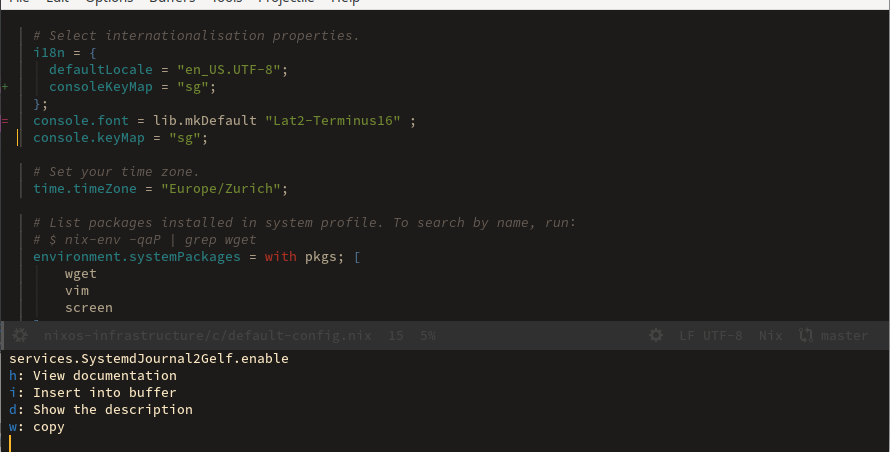 File Edit Options Buffers Tools Projectile Help
# Select internationalisation properties.
i18n = {
defaultLocale = "en_US.UTF-8";
+ consoleKeyMap = "sg";
};
= console.font = lib.mkDefault "Lat2-Terminus16" ;
console.keyMap = "sg";
# Set your time zone.
time.timeZone = "Europe/Zurich";
# List packages installed in system profile. To search by name, run:
# $ nix-env -qaP | grep wget
environment.systemPackages = with pkgs; [
wget
vim
screen
nixos-infrastructure/c/default-config.nix 15 5% LF UTF-8 Nix master
services.SystemdJournal2Gelf.enable
h: View documentation
i: Insert into buffer
d: Show the description
w: copy